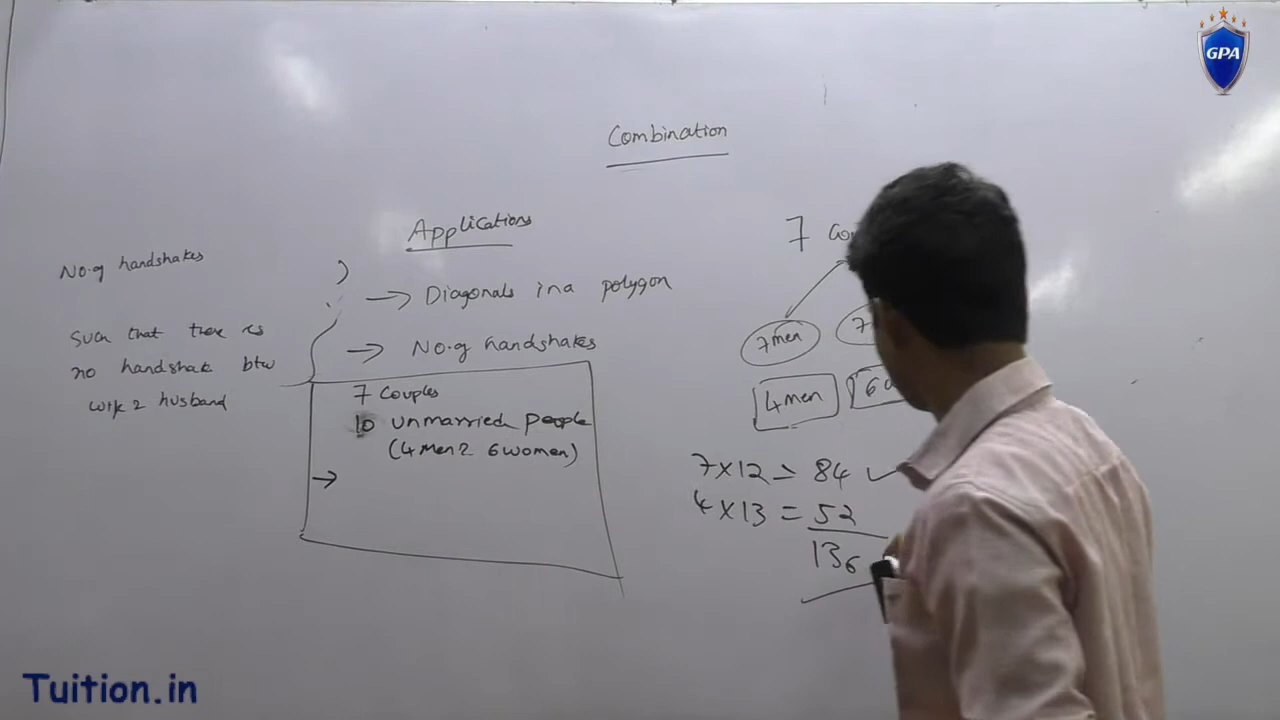 GPA
Combination
Applications
→ Diagonals in a polygon
→ No.of handshakes
7 Couples
10 unmarried people
(4 Men & 6 women)
→
No.of handshakes
Such that there is
no handshak btw
wife & husband
7
7 men
7
4 men
7 x 12 = 84 ✓
4 x 13 = 52
136
Tuition.in